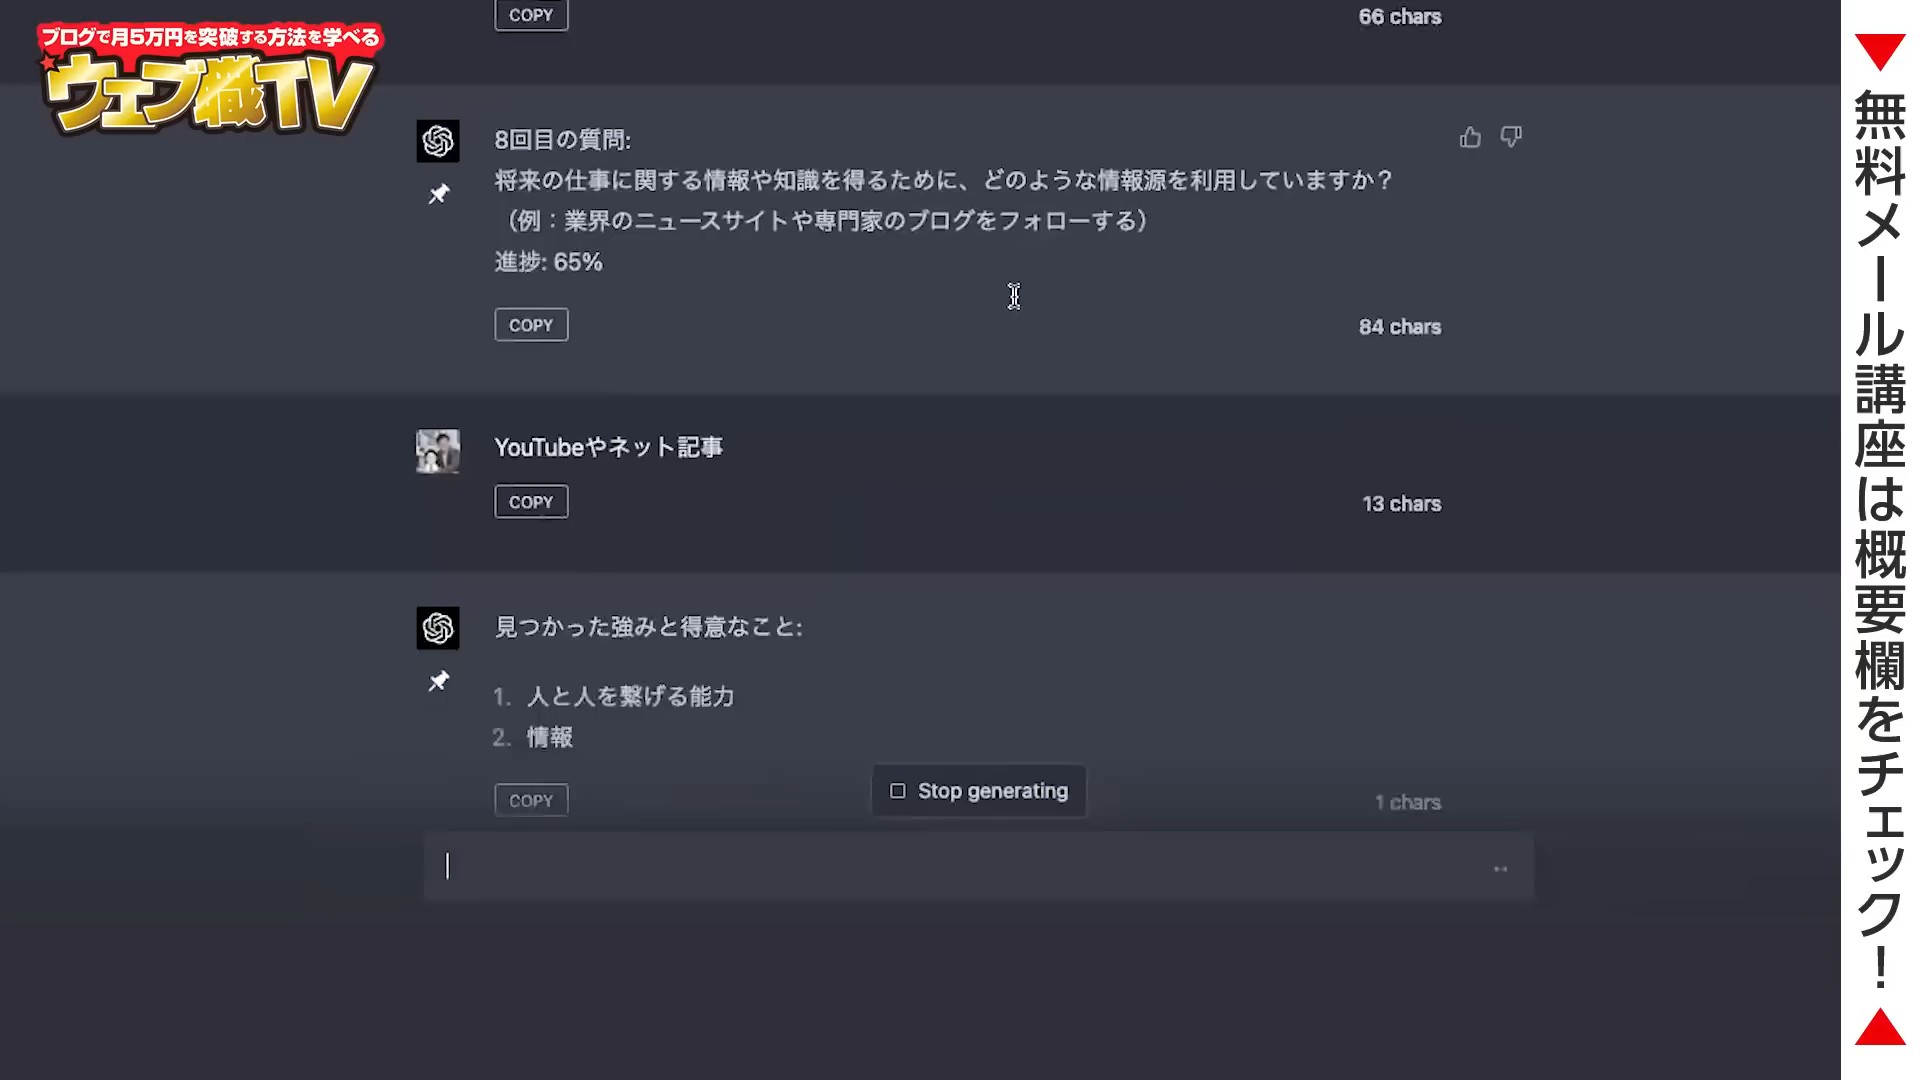 ブログで月5万円を突破する方法を学べる
ウェブ職TV
COPY
66 chars
8回目の質問:
将来の仕事に関する情報や知識を得るために、どのような情報源を利用していますか？
（例：業界のニュースサイトや専門家のブログをフォローする）
進捗: 65%
COPY
84 chars
YouTubeやネット記事
COPY
13 chars
見つかった強みと得意なこと:
1. 人と人を繋げる能力
2. 情報
Stop generating
COPY
1 chars
無料メール講座は概要欄をチェック！